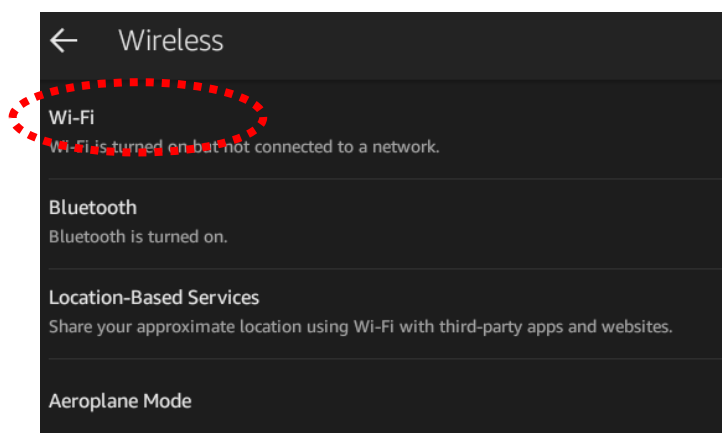 Wireless
Wi-Fi
Wi-Fi is turned on but not connected to a network.
Bluetooth
Bluetooth is turned on.
Location-Based Services
Share your approximate location using Wi-Fi with third-party apps and websites.
Aeroplane Mode